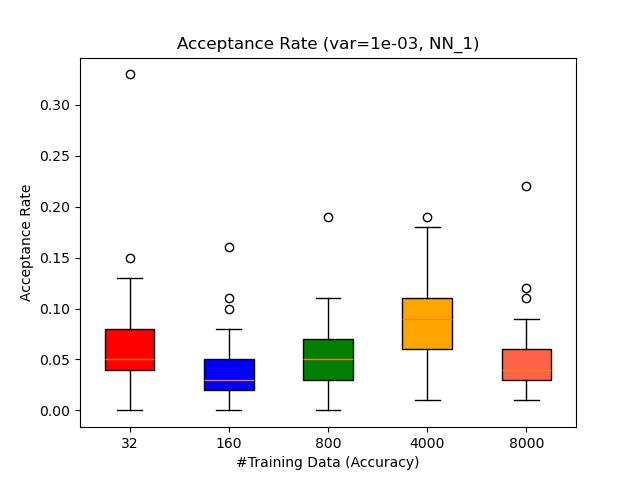 Acceptance Rate (var=1e-03, NN_1)
Acceptance Rate
0.30
0.25
0.20
0.15
0.10
0.05
0.00
32 160 800 4000 8000
#Training Data (Accuracy)